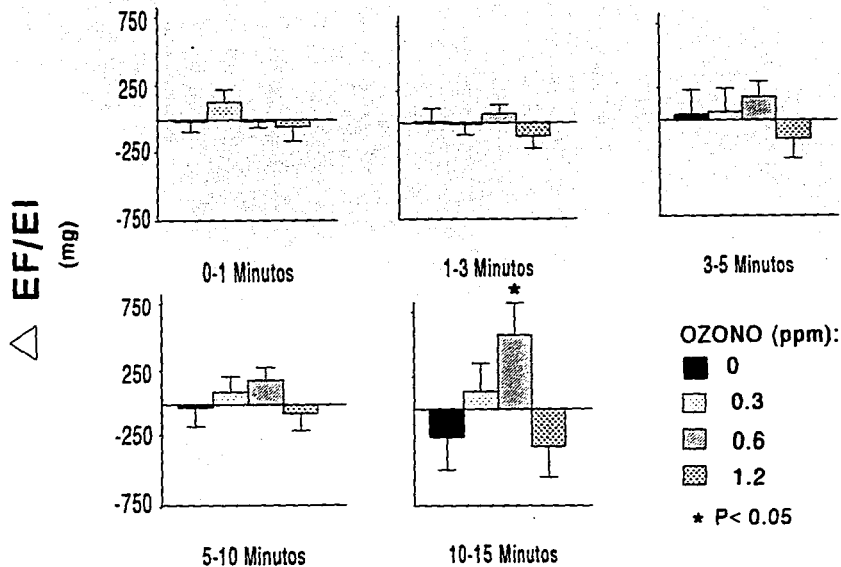 750
250
-250
-750
0-1 Minutos
1-3 Minutos
3-5 Minutos
△ EF/EI
(mg)
750
250
-250
-750
5-10 Minutos
*
10-15 Minutos
OZONO (ppm):
0
0.3
0.6
1.2
* P< 0.05